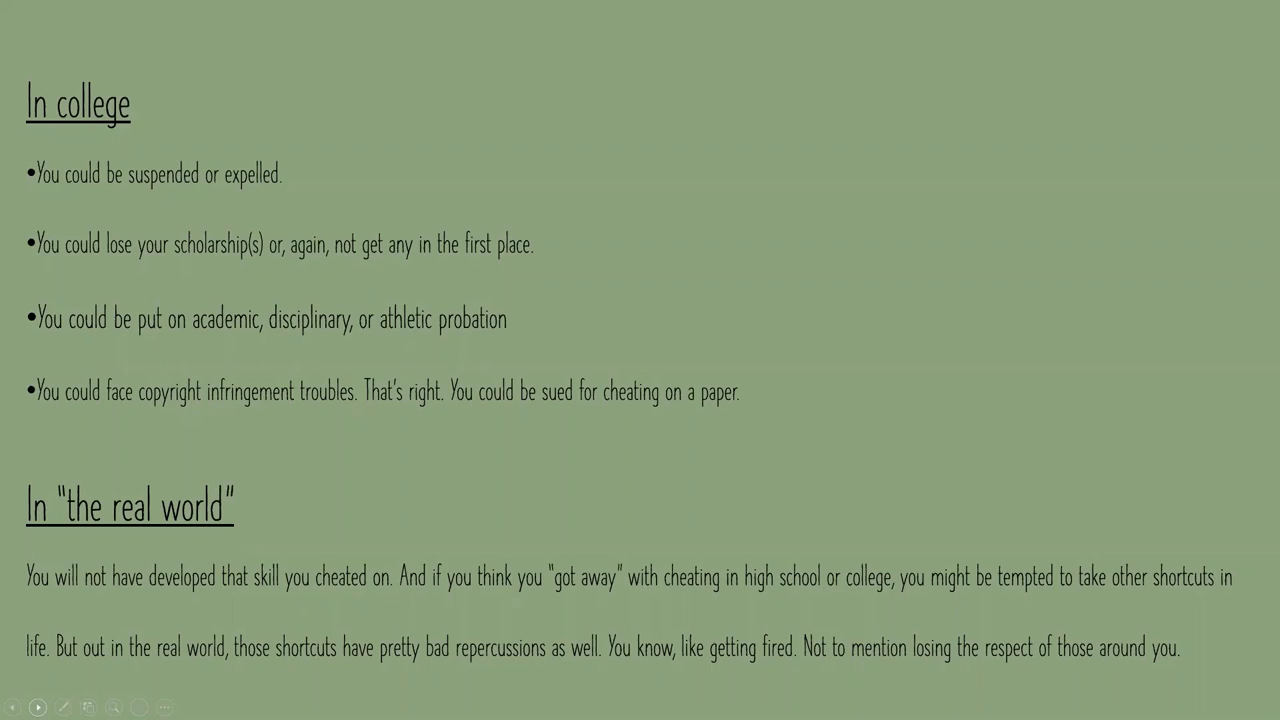 In college
•You could be suspended or expelled.
•You could lose your scholarship(s) or, again, not get any in the first place.
•You could be put on academic, disciplinary, or athletic probation
•You could face copyright infringement troubles. That's right. You could be sued for cheating on a paper.
In "the real world"
You will not have developed that skill you cheated on. And if you think you "got away" with cheating in high school or college, you might be tempted to take other shortcuts in
life. But out in the real world, those shortcuts have pretty bad repercussions as well. You know, like getting fired. Not to mention losing the respect of those around you.